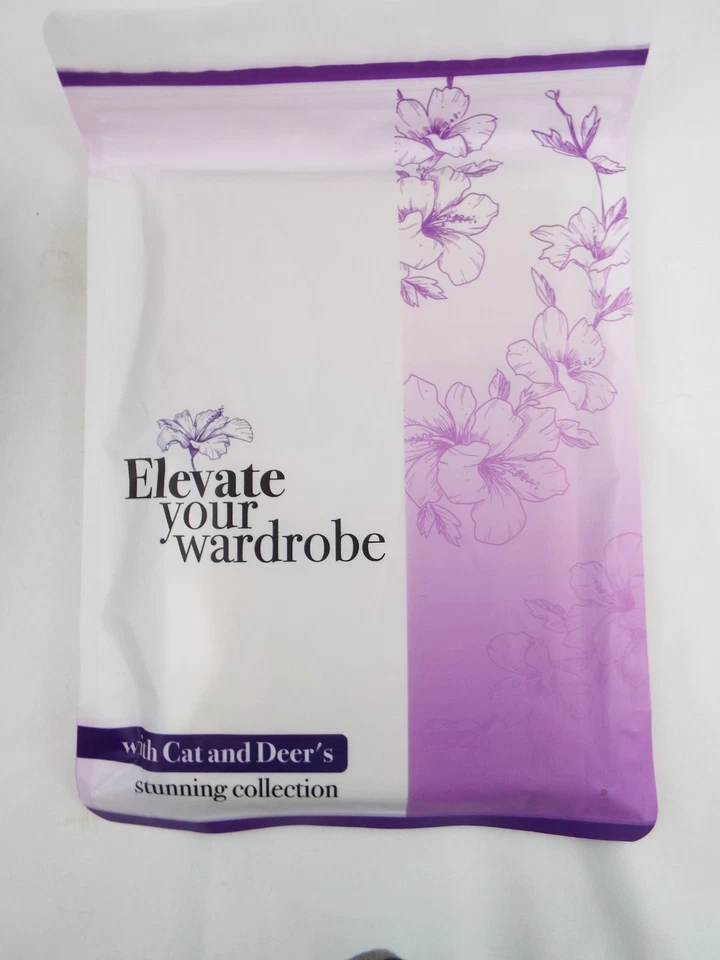 Elevate
your
wardrobe
with Cat and Deer's
stunning collection